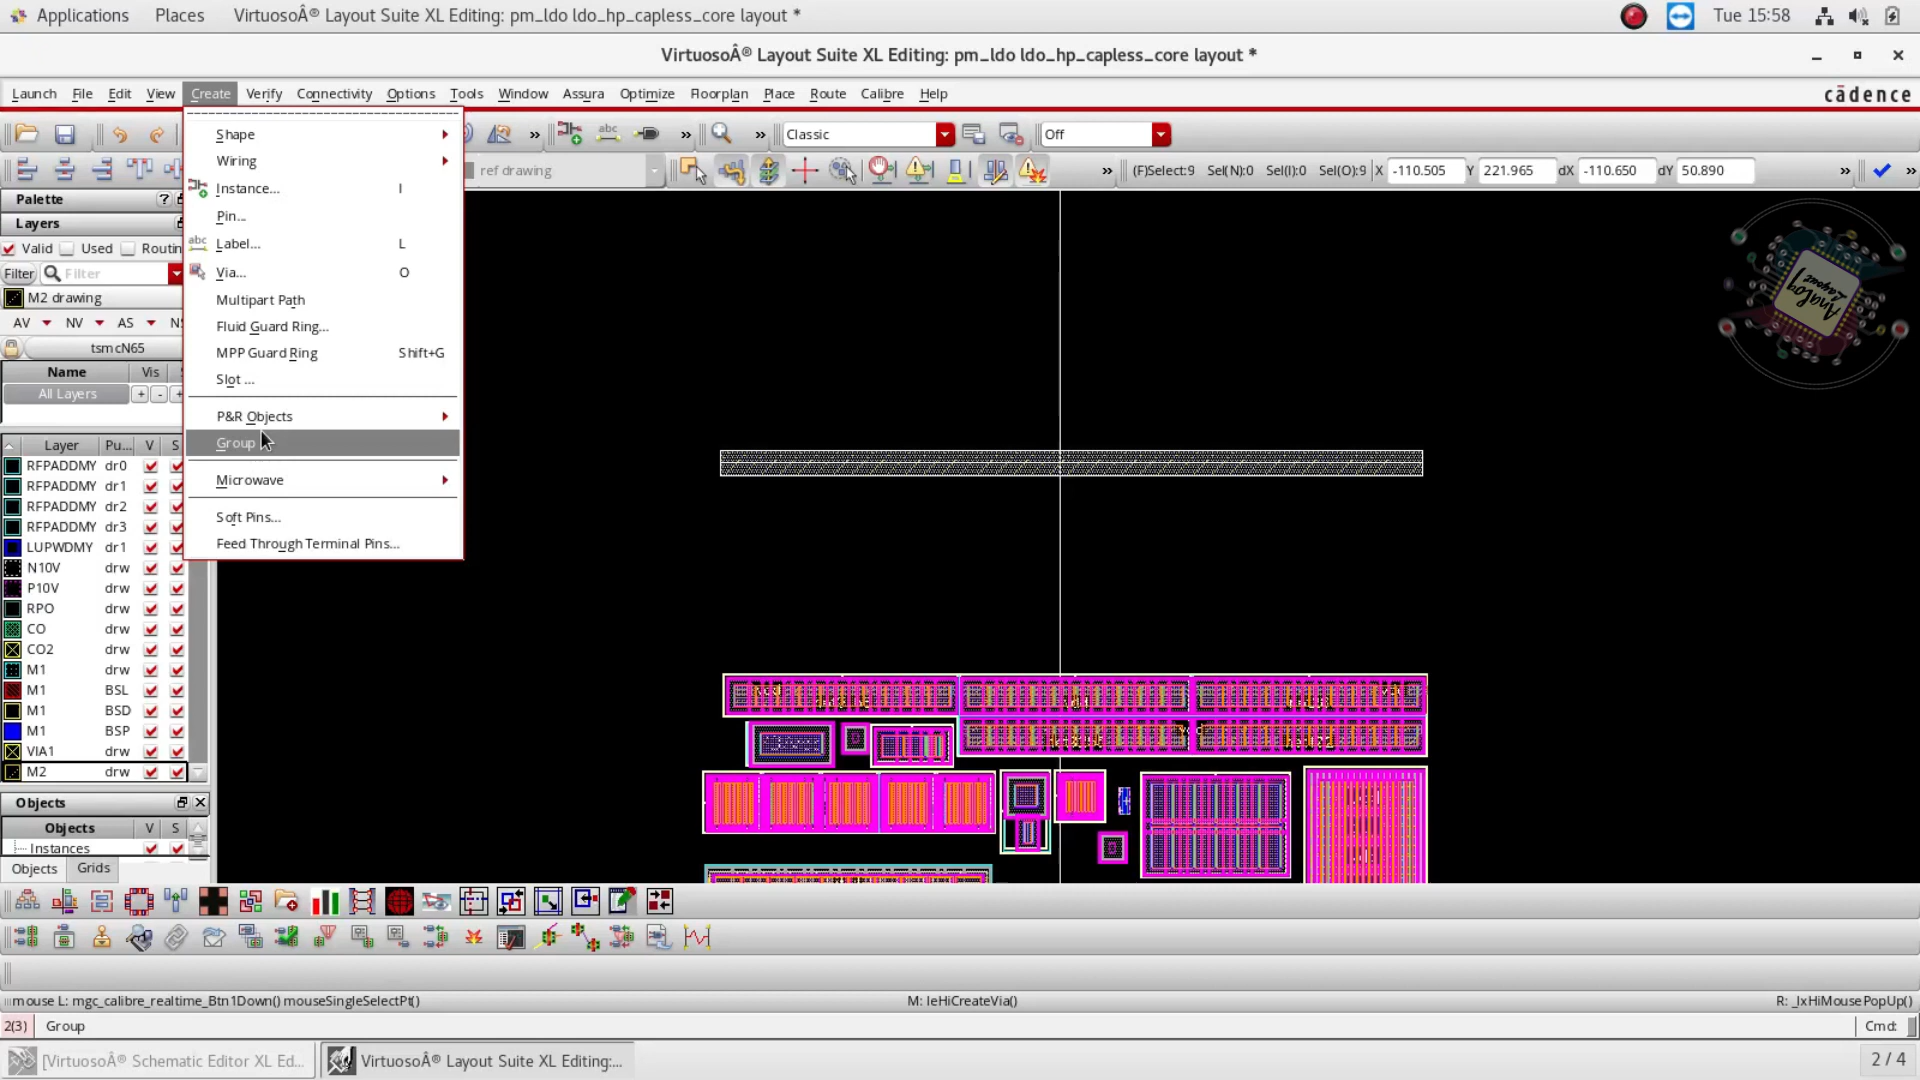 Applications Places VirtuosoÂ® Layout Suite XL Editing: pm_ldo ldo_hp_capless_core layout * Tue 15:58
VirtuosoÂ® Layout Suite XL Editing: pm_ldo ldo_hp_capless_core layout *
Launch File Edit View Create Verify Connectivity Options Tools Window Assura Optimize Floorplan Place Route Calibre Help cādence
Shape
Wiring
Instance... I
Pin...
Label... L
Via... O
Multipart Path
Fluid Guard Ring...
MPP Guard Ring Shift+G
Slot ...
P&R Objects
Group
Microwave
Soft Pins...
Feed Through Terminal Pins...
» abc » » Classic Off
ref drawing » (F)Select:9 Sel(N):0 Sel(I):0 Sel(O):9 X -110.505 Y 221.965 dX -110.650 dY 50.890 » »
Palette ?
Layers
Valid Used Routin
Filter Filter
M2 drawing
AV NV AS NS
tsmcN65
Name Vis
All Layers + - +
Layer Pu... V S
RFPADDMY dr0
RFPADDMY dr1
RFPADDMY dr2
RFPADDMY dr3
LUPWDMY dr1
N10V drw
P10V drw
RPO drw
CO drw
CO2 drw
M1 drw
M1 BSL
M1 BSD
M1 BSP
VIA1 drw
M2 drw
Objects
Objects V S
Instances
Objects Grids
Analog Layout
mouse L: mgc_calibre_realtime_Btn1Down() mouseSingleSelectPt() M: leHiCreateVia() R: _lxHiMousePopUp()
2(3) Group Cmd:
[VirtuosoÂ® Schematic Editor XL Ed... VirtuosoÂ® Layout Suite XL Editing:... 2 / 4